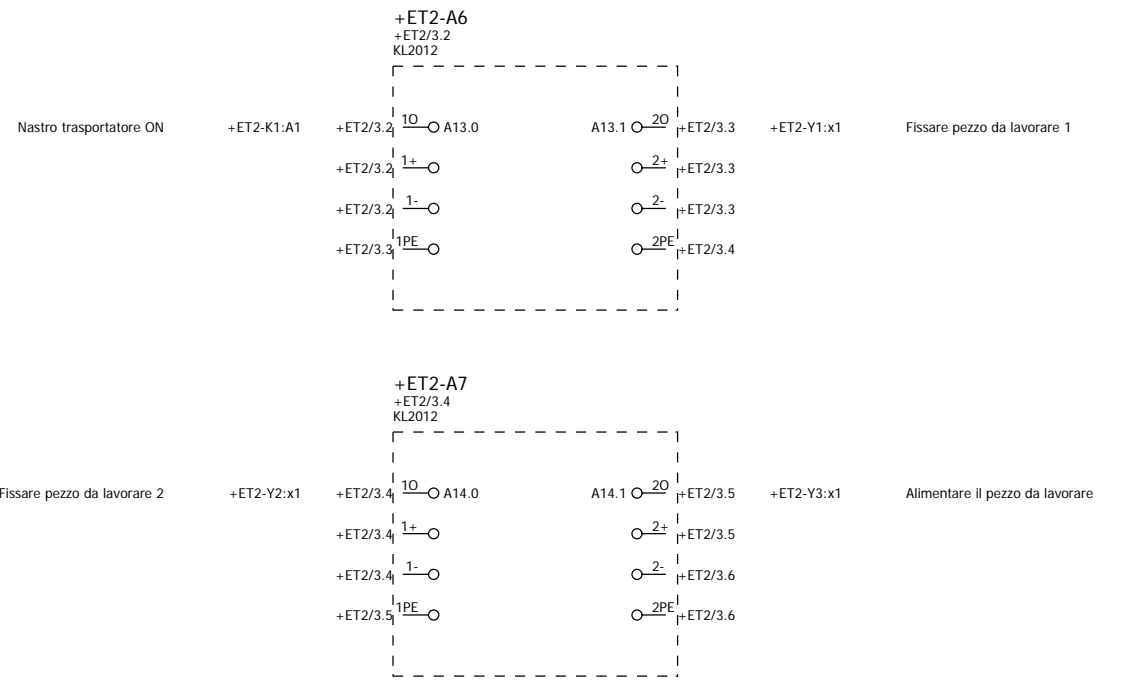 +ET2-A6
+ET2/3.2
KL2012
Nastro trasportatore ON +ET2-K1:A1 +ET2/3.2 1O A13.0 A13.1 2O +ET2/3.3 +ET2-Y1:x1 Fissare pezzo da lavorare 1
+ET2/3.2 1+ 2+ +ET2/3.3
+ET2/3.2 1- 2- +ET2/3.3
+ET2/3.3 1PE 2PE +ET2/3.4
+ET2-A7
+ET2/3.4
KL2012
Fissare pezzo da lavorare 2 +ET2-Y2:x1 +ET2/3.4 1O A14.0 A14.1 2O +ET2/3.5 +ET2-Y3:x1 Alimentare il pezzo da lavorare
+ET2/3.4 1+ 2+ +ET2/3.5
+ET2/3.4 1- 2- +ET2/3.6
+ET2/3.5 1PE 2PE +ET2/3.6